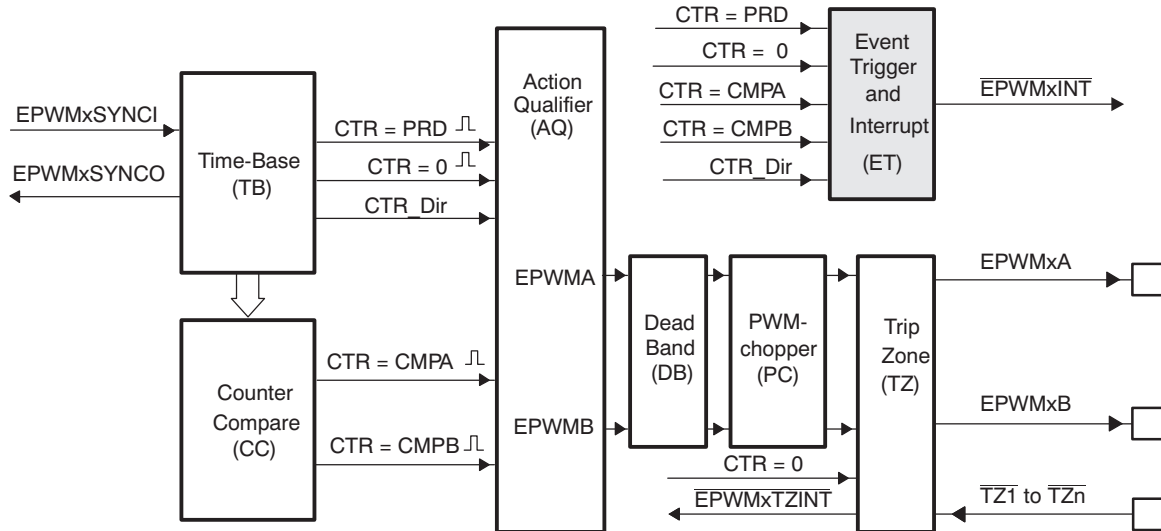 EPWMxSYNCI
EPWMxSYNCO
Time-Base
(TB)
CTR = PRD
CTR = 0
CTR_Dir
Counter
Compare
(CC)
CTR = CMPA
CTR = CMPB
Action
Qualifier
(AQ)
EPWMA
EPWMB
CTR = PRD
CTR = 0
CTR = CMPA
CTR = CMPB
CTR_Dir
Event
Trigger
and
Interrupt
(ET)
EPWMxINT
Dead
Band
(DB)
PWM-
chopper
(PC)
Trip
Zone
(TZ)
CTR = 0
EPWMxTZINT
EPWMxA
EPWMxB
TZ1 to TZn